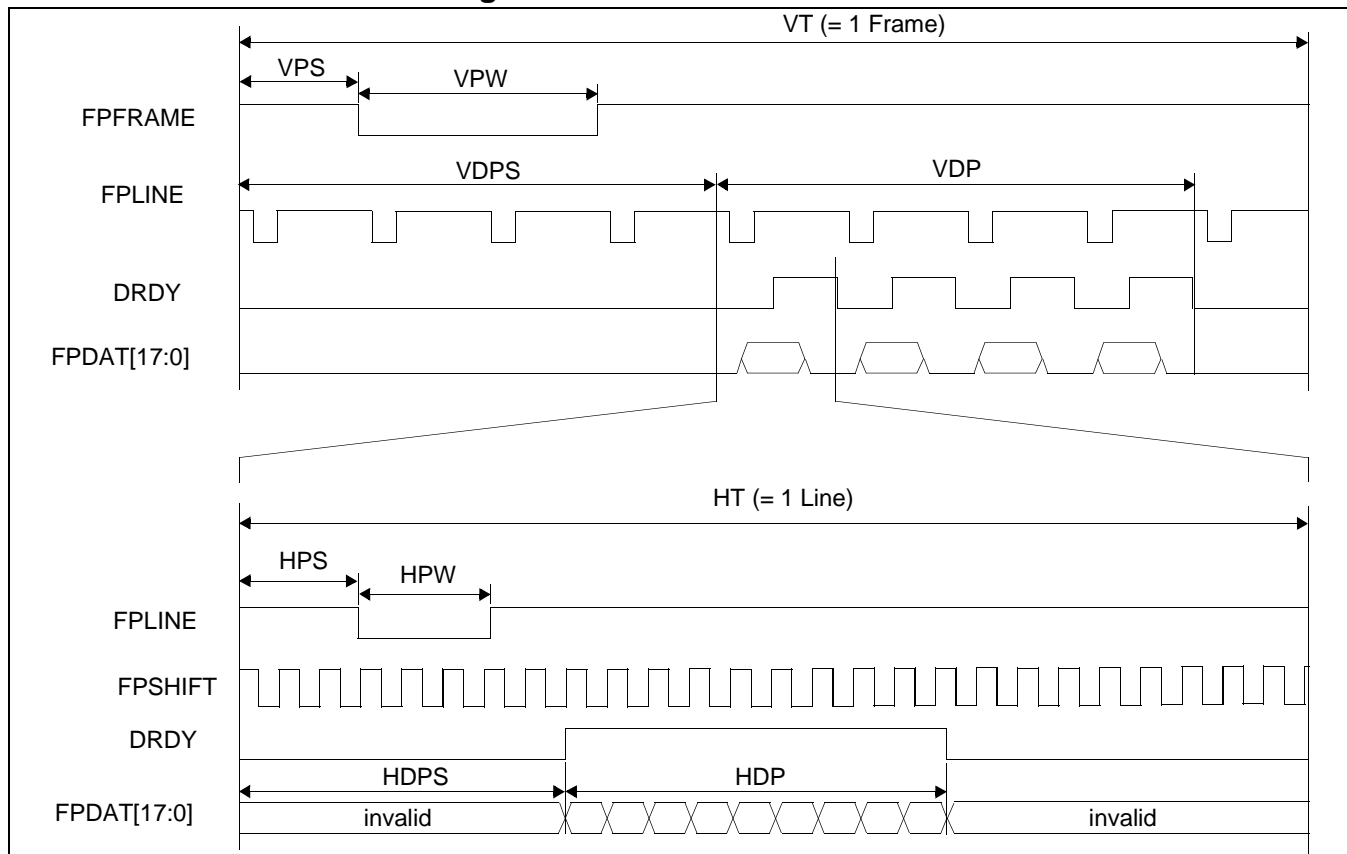 VT (= 1 Frame)
VPS
VPW
FPFRAME
VDPS
VDP
FPLINE
DRDY
FPDAT[17:0]
HT (= 1 Line)
HPS
HPW
FPLINE
FPSHIFT
DRDY
HDPS
HDP
FPDAT[17:0]
invalid
invalid